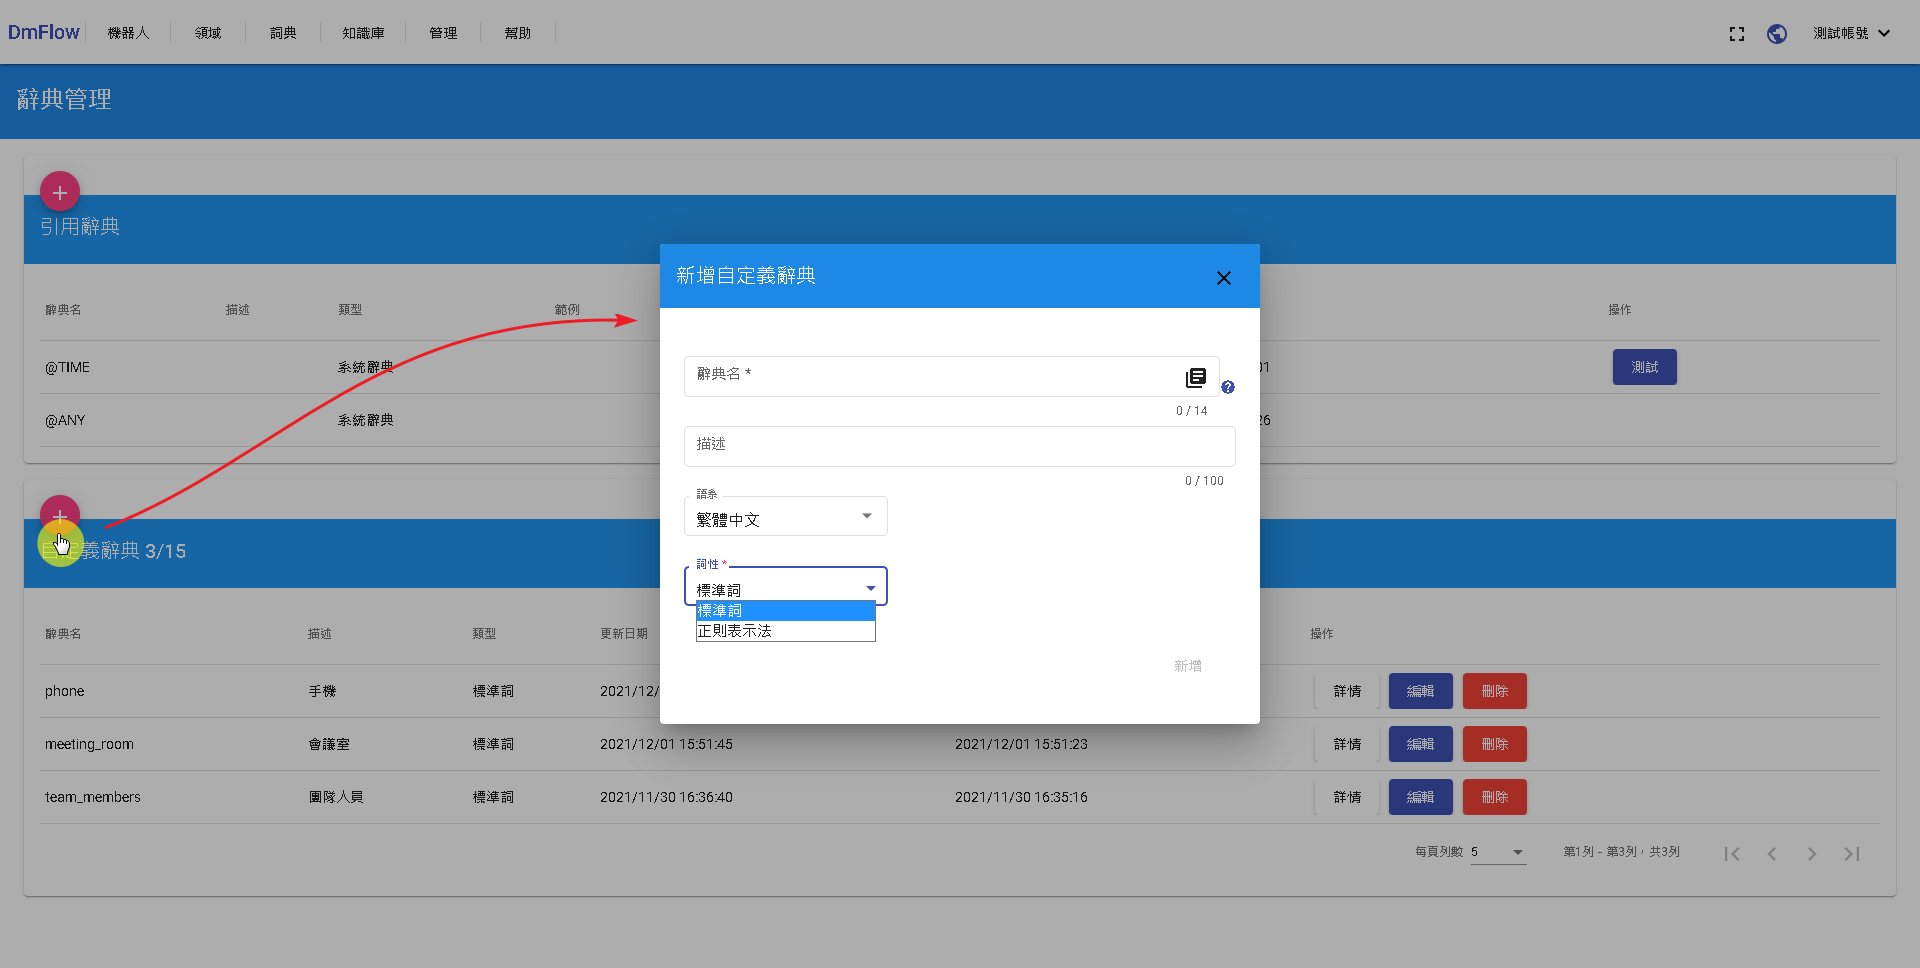 DmFlow 機器人 領域 詞典 知識庫 管理 幫助 測試帳號
辭典管理
引用辭典
辭典名 描述 類型 範例 操作
@TIME 系統辭典 01 測試
@ANY 系統辭典 26
新增自定義辭典
辭典名 *
0 / 14
描述
0 / 100
語系
繁體中文
詞性 *
標準詞
標準詞
正則表示法
新增
自定義辭典 3/15
辭典名 描述 類型 更新日期 操作
phone 手機 標準詞 2021/12/ 詳情 編輯 刪除
meeting_room 會議室 標準詞 2021/12/01 15:51:45 2021/12/01 15:51:23 詳情 編輯 刪除
team_members 團隊人員 標準詞 2021/11/30 16:36:40 2021/11/30 16:35:16 詳情 編輯 刪除
每頁列數 5 第1列 - 第3列，共3列